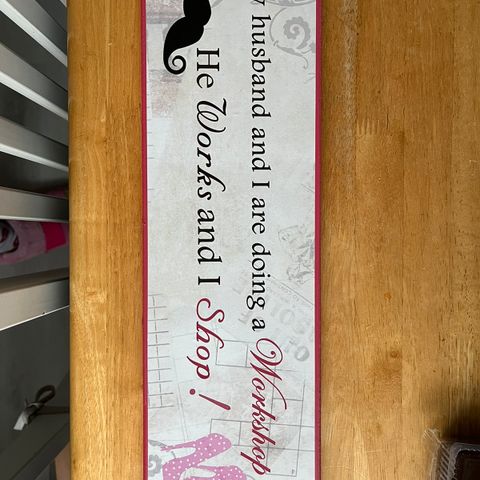 y husband and I are doing a Workshop
He Works and I Shop !